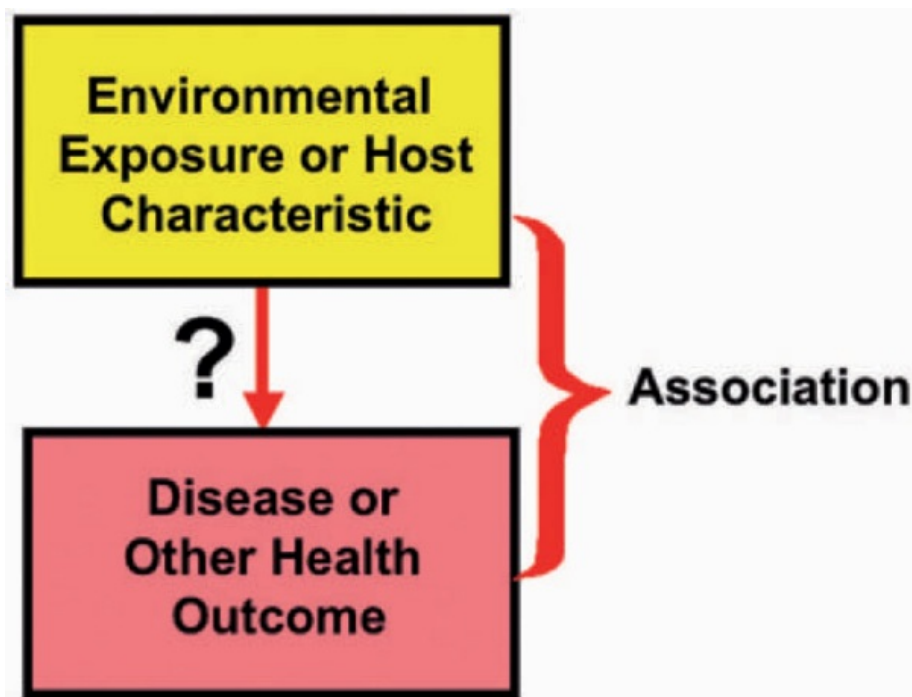 Environmental
Exposure or Host
Characteristic
?
Association
Disease or
Other Health
Outcome